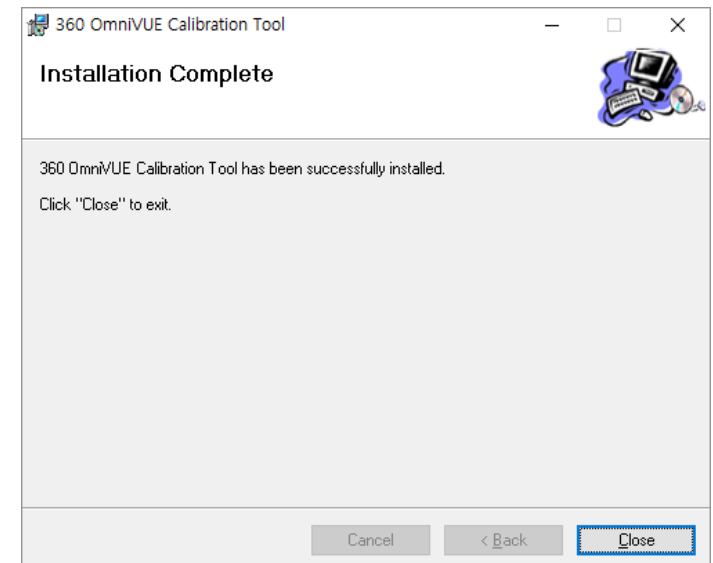 360 OmniVUE Calibration Tool
Installation Complete
360 OmniVUE Calibration Tool has been successfully installed.
Click "Close" to exit.
Cancel
< Back
Close